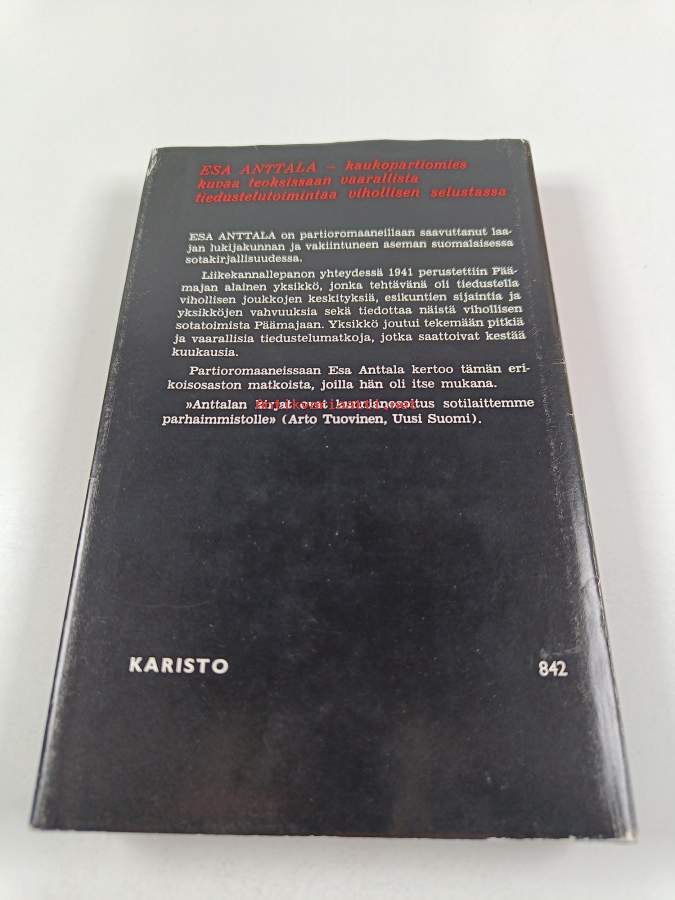 ESA ANTTALA – kaukopartiomies
kuvaa teoksissaan vaarallista
tiedustelutoimintaa vihollisen selustassa
ESA ANTTALA on partioromaaneillaan saavuttanut laa-
jan lukijakunnan ja vakiintuneen aseman suomalaisessa
sotakirjallisuudessa.
Liikekannallepanon yhteydessä 1941 perustettiin Pää-
majan alainen yksikkö, jonka tehtävänä oli tiedustella
vihollisen joukkojen keskityksiä, esikuntien sijaintia ja
yksikköjen vahvuuksia sekä tiedottaa näistä vihollisen
sotatoimista Päämajaan. Yksikkö joutui tekemään pitkiä
ja vaarallisia tiedustelumatkoja, jotka saattoivat kestää
kuukausia.
Partioromaaneissaan Esa Anttala kertoo tämän eri-
koisosaston matkoista, joilla hän oli itse mukana.
»Anttalan kirjat ovat kunnianosoitus sotilaittemme
parhaimmistolle» (Arto Tuovinen, Uusi Suomi).
KARISTO
842